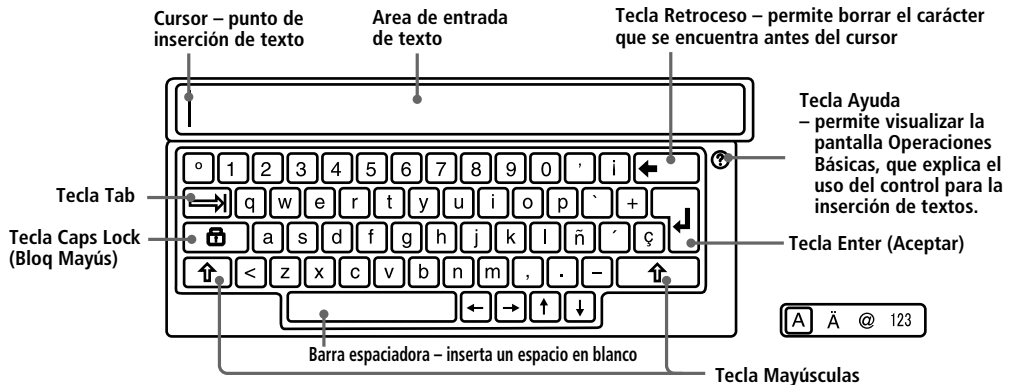 Cursor – punto de
inserción de texto
Area de entrada
de texto
Tecla Retroceso – permite borrar el carácter
que se encuentra antes del cursor
Tecla Ayuda
– permite visualizar la
pantalla Operaciones
Básicas, que explica el
uso del control para la
inserción de textos.
º 1 2 3 4 5 6 7 8 9 0 ' ¡ ←
?
Tecla Tab
q w e r t y u i o p ` +
Tecla Caps Lock
(Bloq Mayús)
a s d f g h j k l ñ ´ ç
Tecla Enter (Aceptar)
< z x c v b n m , . –
← → ↑ ↓
A Ä @ 123
Barra espaciadora – inserta un espacio en blanco
Tecla Mayúsculas